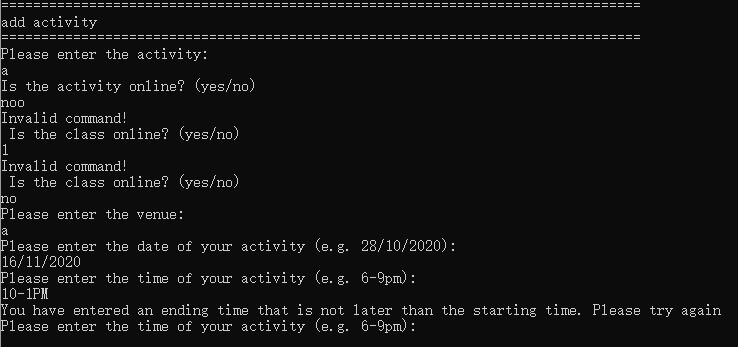 ================================================================================
add activity
================================================================================
Please enter the activity:
a
Is the activity online? (yes/no)
noo
Invalid command!
 Is the class online? (yes/no)
1
Invalid command!
 Is the class online? (yes/no)
no
Please enter the venue:
a
Please enter the date of your activity (e.g. 28/10/2020):
16/11/2020
Please enter the time of your activity (e.g. 6-9pm):
10-1PM
You have entered an ending time that is not later than the starting time. Please try again
Please enter the time of your activity (e.g. 6-9pm):